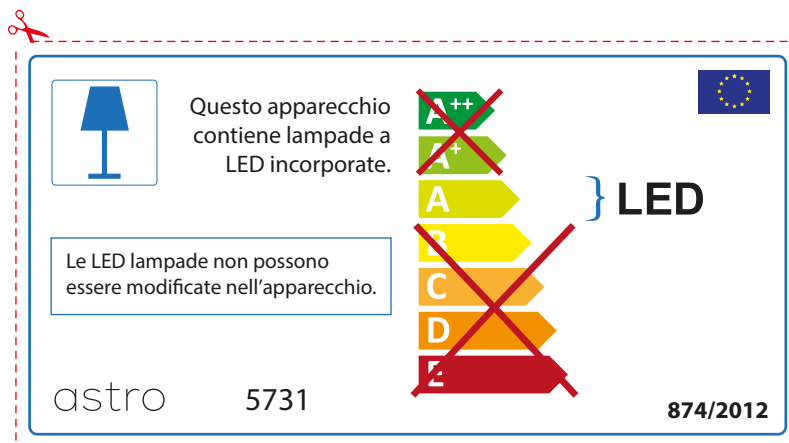 Questo apparecchio
contiene lampade a
LED incorporate.
Le LED lampade non possono
essere modificate nell'apparecchio.
astro
5731
A++
A+
A
B
C
D
E
LED
874/2012